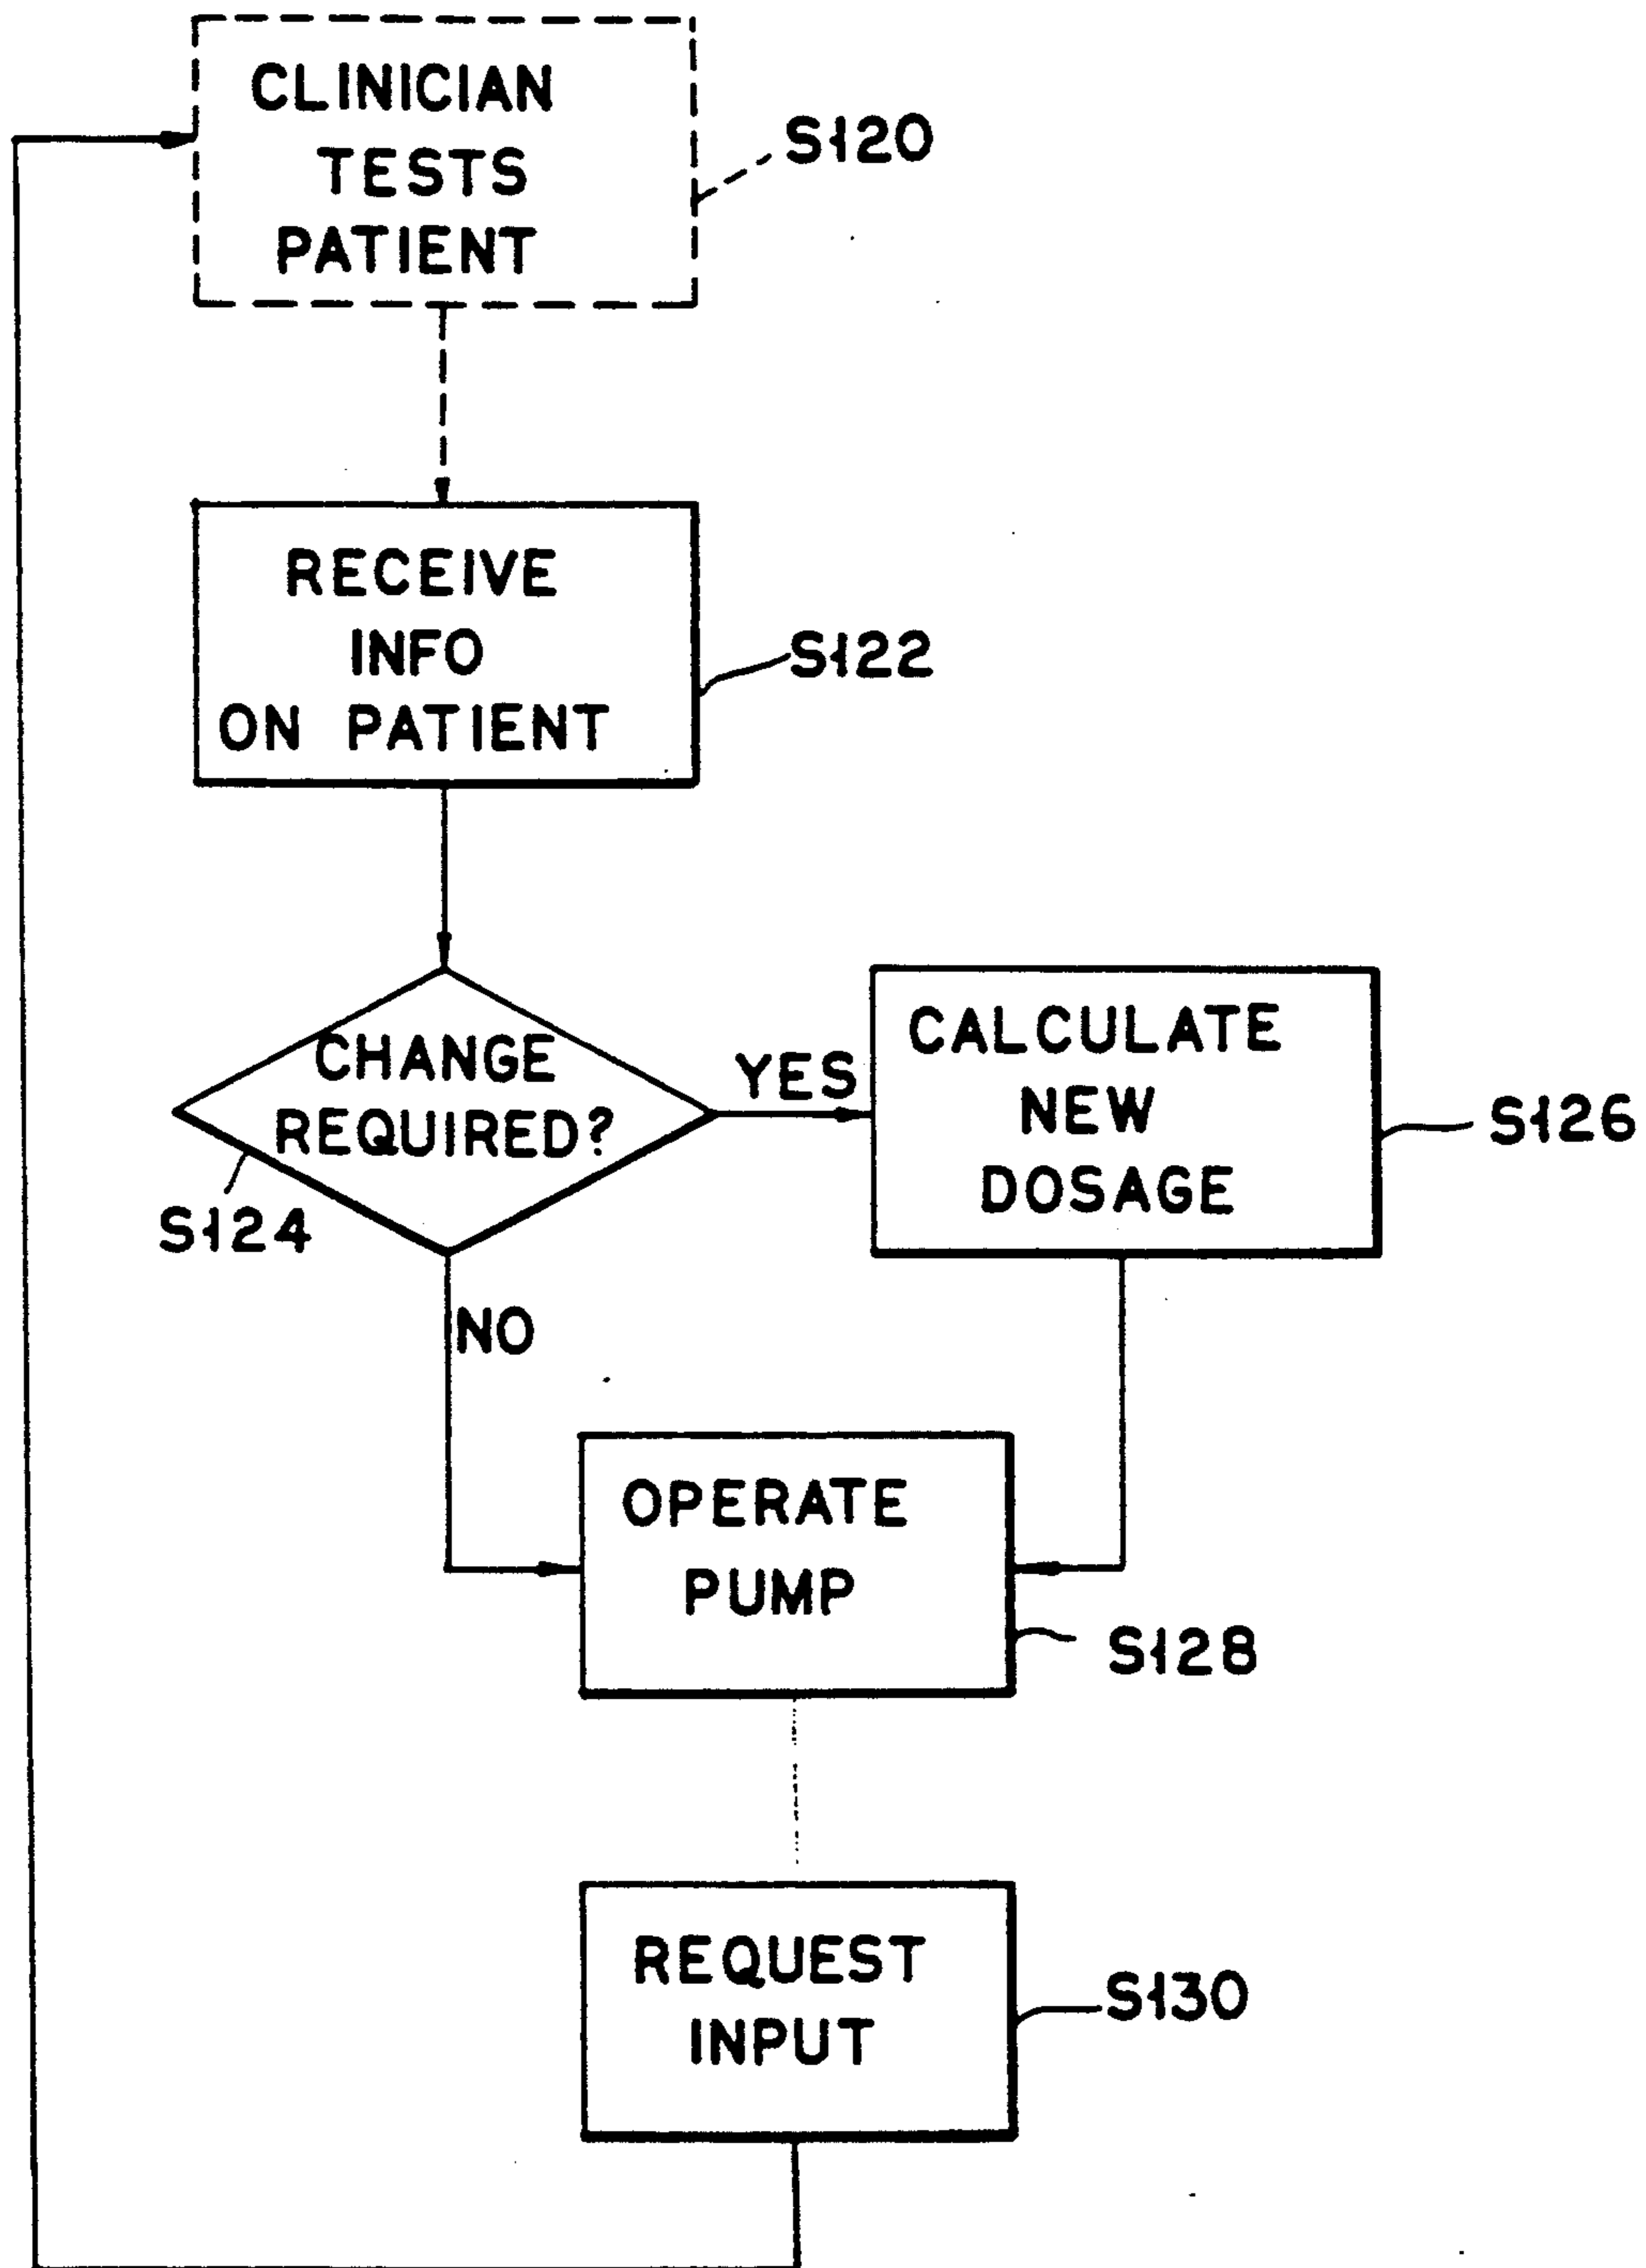 CLINICIAN
TESTS
PATIENT
S120
RECEIVE
INFO
ON PATIENT
S122
CHANGE
REQUIRED?
S124
YES
CALCULATE
NEW
DOSAGE
S126
NO
OPERATE
PUMP
S128
REQUEST
INPUT
S130